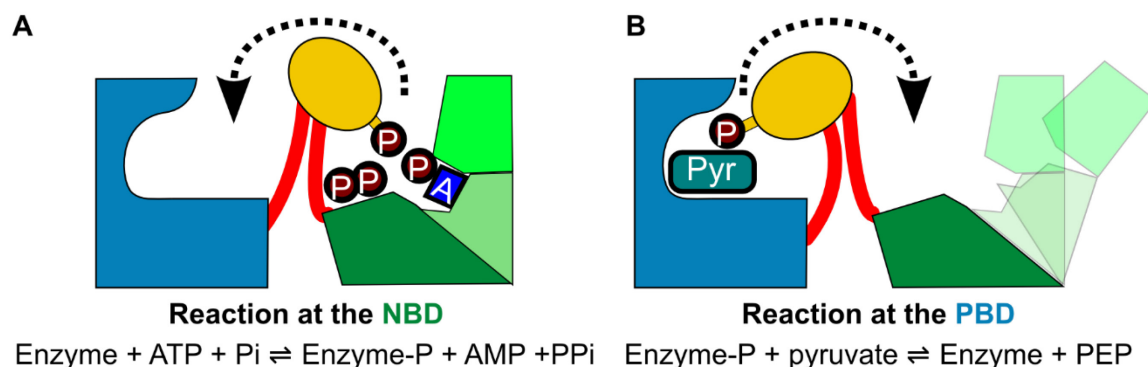 A
P
P
P P
A
Reaction at the NBD
Enzyme + ATP + Pi ⇌ Enzyme-P + AMP +PPi
B
P
Pyr
Reaction at the PBD
Enzyme-P + pyruvate ⇌ Enzyme + PEP